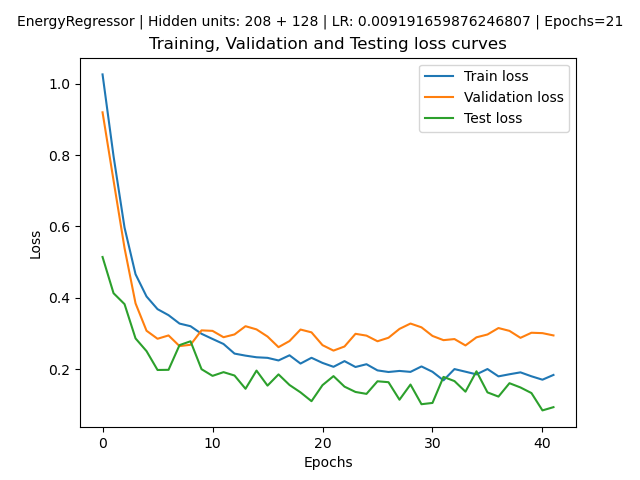 EnergyRegressor | Hidden units: 208 + 128 | LR: 0.009191659876246807 | Epochs=21
Training, Validation and Testing loss curves
Train loss
Validation loss
Test loss
1.0
0.8
0.6
0.4
0.2
Loss
0 10 20 30 40
Epochs